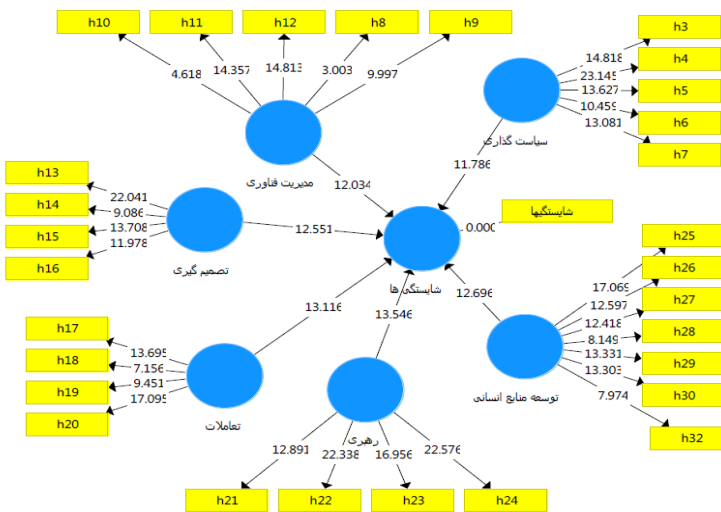 h10
h11
h12
h8
h9
4.618
14.357
14.813
3.003
9.997
مدیریت فناوری
12.034
h3
h4
h5
h6
h7
14.818
23.145
13.627
10.459
13.081
سیاست گذاری
11.786
h13
h14
h15
h16
22.041
9.086
13.708
11.978
تصمیم گیری
12.551
شایستگیها
0.000
شایستگی ها
h25
h26
h27
h28
h29
h30
h32
17.069
12.597
12.418
8.149
13.331
13.303
7.974
توسعه منابع انسانی
12.696
h17
h18
h19
h20
13.695
7.156
9.451
17.095
تعاملات
13.116
13.546
رهبری
12.891
22.338
16.956
22.576
h21
h22
h23
h24